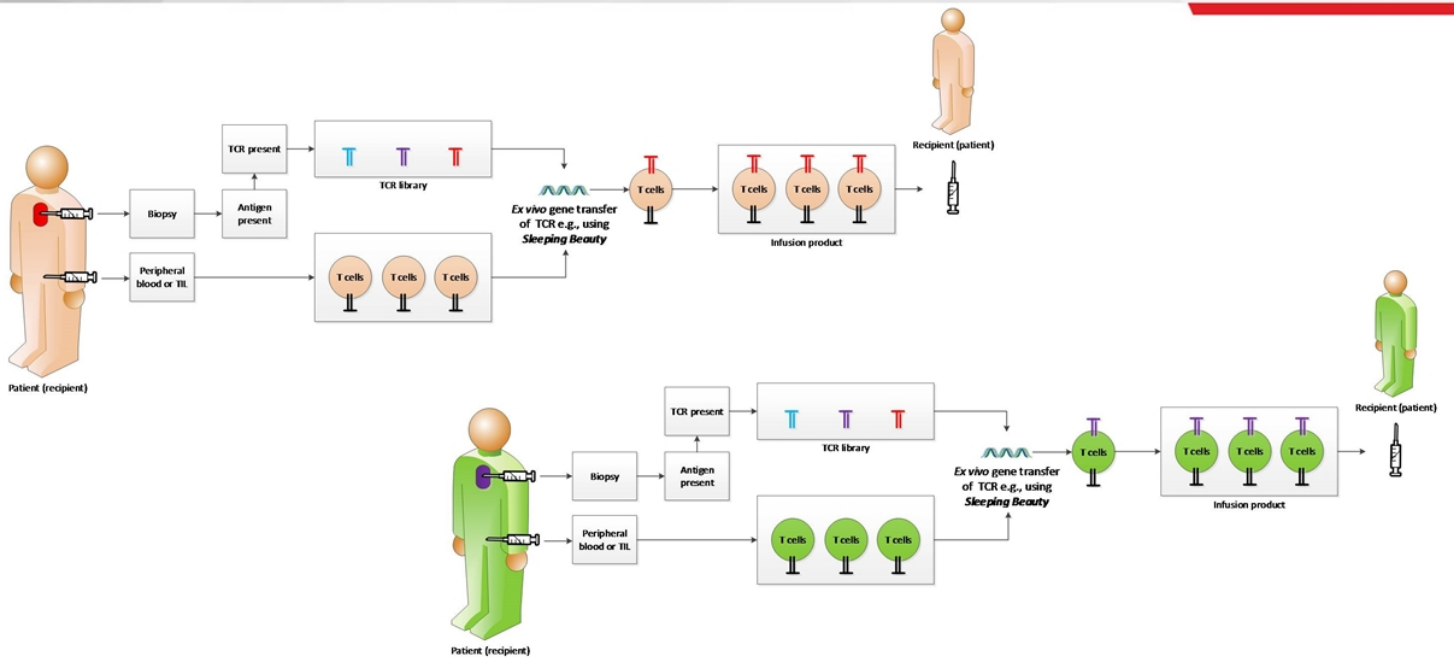 Recipient (patient)
TCR present
TCR library
Biopsy
Antigen
present
T cells
T cells
T cells
T cells
Infusion product
Ex vivo gene transfer
of TCR e.g., using
Sleeping Beauty
Peripheral
blood or TIL
T cells
T cells
T cells
Patient (recipient)
Recipient (patient)
TCR present
TCR library
Biopsy
Antigen
present
T cells
T cells
T cells
T cells
Infusion product
Ex vivo gene transfer
of TCR e.g., using
Sleeping Beauty
Peripheral
blood or TIL
T cells
T cells
T cells
Patient (recipient)